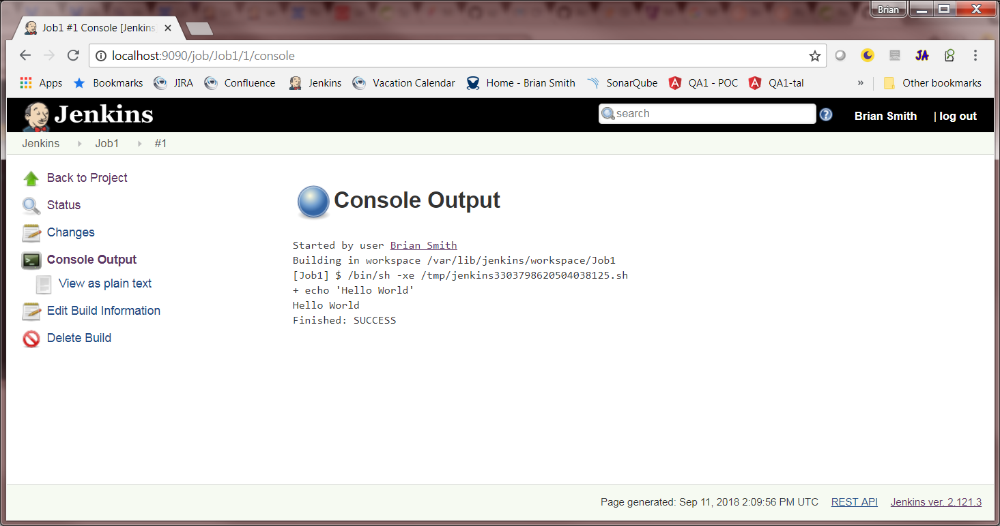 Brian
Job1 #1 Console [Jenkins
localhost:9090/job/Job1/1/console
JA
Apps Bookmarks JIRA Confluence Jenkins Vacation Calendar Home - Brian Smith SonarQube QA1 - POC QA1-tal » Other bookmarks
Jenkins search Brian Smith | log out
Jenkins Job1 #1
Back to Project
Status
Changes
Console Output
View as plain text
Edit Build Information
Delete Build
Console Output
Started by user Brian Smith
Building in workspace /var/lib/jenkins/workspace/Job1
[Job1] $ /bin/sh -xe /tmp/jenkins3303798620504038125.sh
+ echo 'Hello World'
Hello World
Finished: SUCCESS
Page generated: Sep 11, 2018 2:09:56 PM UTC REST API Jenkins ver. 2.121.3